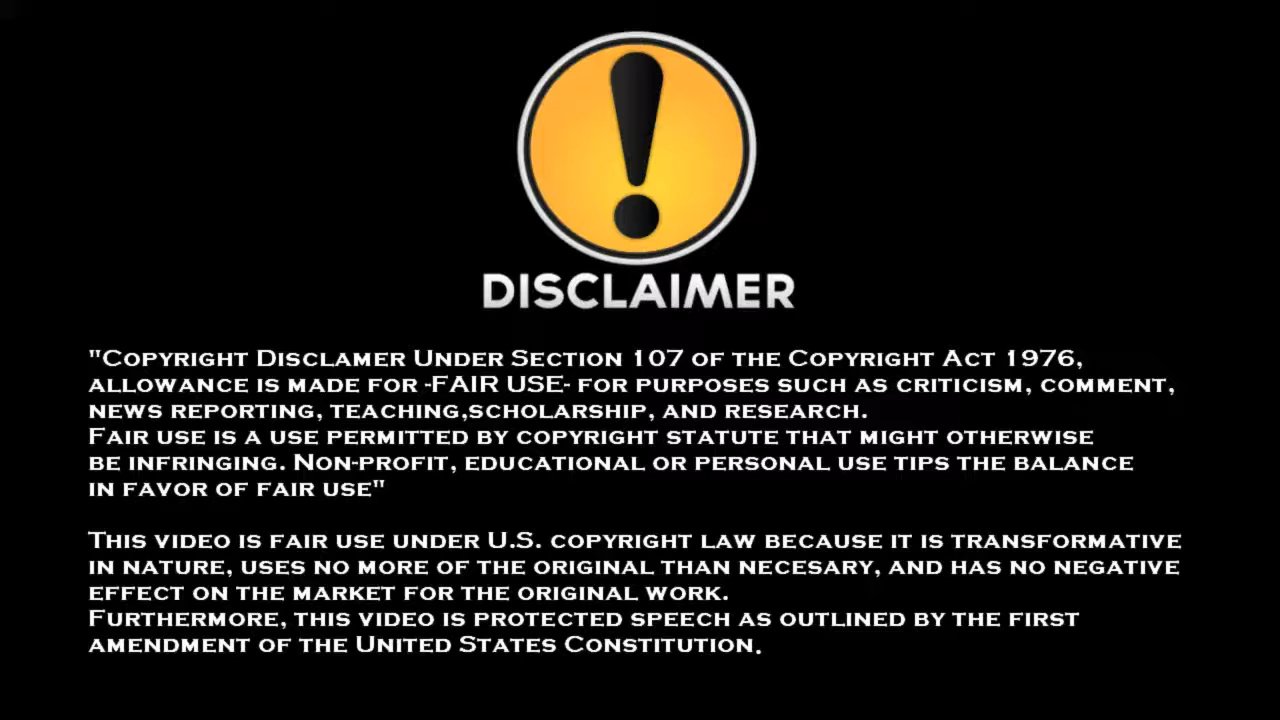 DISCLAIMER
"Copyright Disclamer Under Section 107 of the Copyright Act 1976,
allowance is made for -FAIR USE- for purposes such as criticism, comment,
news reporting, teaching,scholarship, and research.
Fair use is a use permitted by copyright statute that might otherwise
be infringing. Non-profit, educational or personal use tips the balance
in favor of fair use"
This video is fair use under U.S. copyright law because it is transformative
in nature, uses no more of the original than necesary, and has no negative
effect on the market for the original work.
Furthermore, this video is protected speech as outlined by the first
amendment of the United States Constitution.